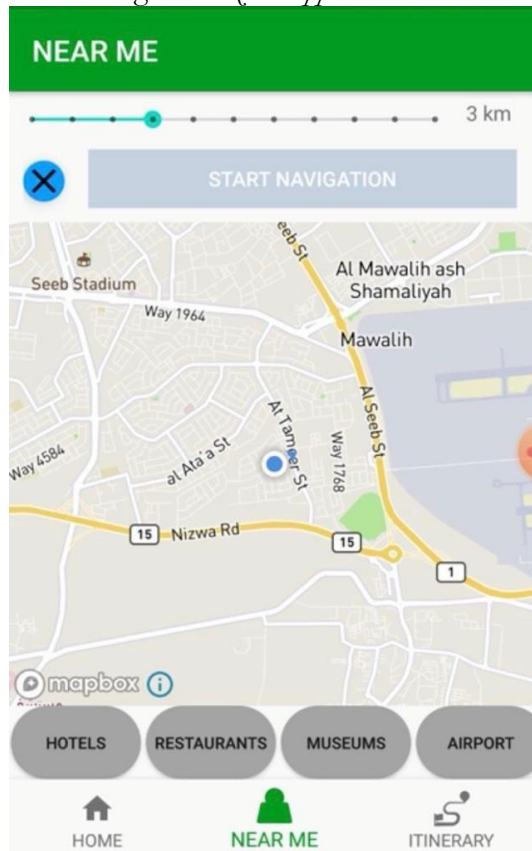 NEAR ME
3 km
START NAVIGATION
eeb St
Seeb Stadium
Al Mawalih ash
Shamaliyah
Way 1964
Mawalih
Al Seeb St
Al Tameer St
Way 1768
al Ata'a St
Way 4584
15
Nizwa Rd
15
1
mapbox
HOTELS
RESTAURANTS
MUSEUMS
AIRPORT
HOME
NEAR ME
ITINERARY